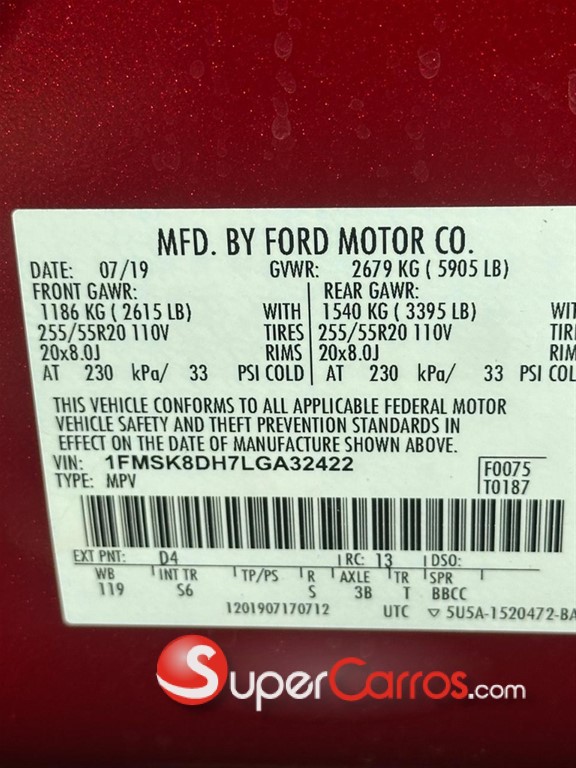 MFD. BY FORD MOTOR CO.
DATE: 07/19 GVWR: 2679 KG ( 5905 LB)
FRONT GAWR: REAR GAWR:
1186 KG ( 2615 LB) WITH 1540 KG ( 3395 LB)
255/55R20 110V TIRES 255/55R20 110V
20x8.0J RIMS 20x8.0J
AT 230 kPa/ 33 PSI COLD AT 230 kPa/ 33 PSI COL
THIS VEHICLE CONFORMS TO ALL APPLICABLE FEDERAL MOTOR
VEHICLE SAFETY AND THEFT PREVENTION STANDARDS IN
EFFECT ON THE DATE OF MANUFACTURE SHOWN ABOVE.
VIN: 1FMSK8DH7LGA32422 F0075
TYPE: MPV T0187
EXT PNT: D4 RC: 13 DSO:
WB INT TR TP/PS R AXLE TR SPR
119 S6 S 3B T BBCC
1201907170712 UTC ▽ 5U5A-1520472-BA
SuperCarros.com